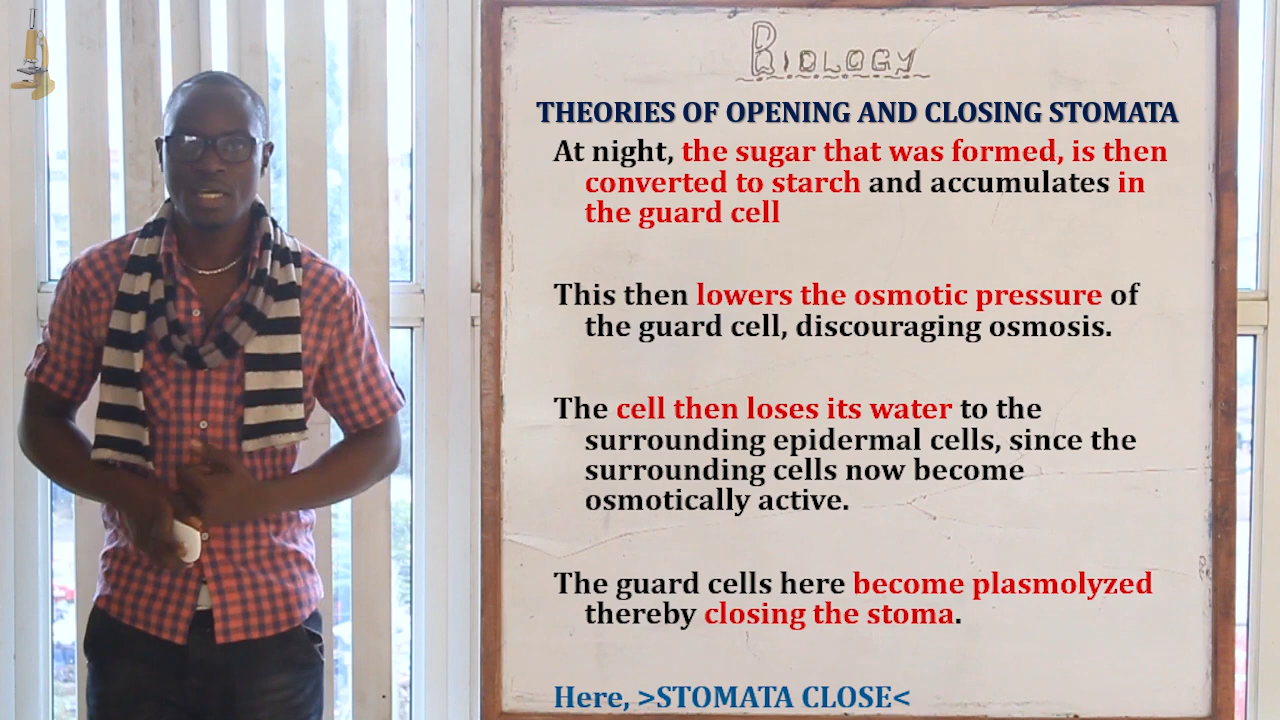 BIOLOGY
THEORIES OF OPENING AND CLOSING STOMATA
At night, the sugar that was formed, is then
converted to starch and accumulates in
the guard cell
This then lowers the osmotic pressure of
the guard cell, discouraging osmosis.
The cell then loses its water to the
surrounding epidermal cells, since the
surrounding cells now become
osmotically active.
The guard cells here become plasmolyzed
thereby closing the stoma.
Here, >STOMATA CLOSE<